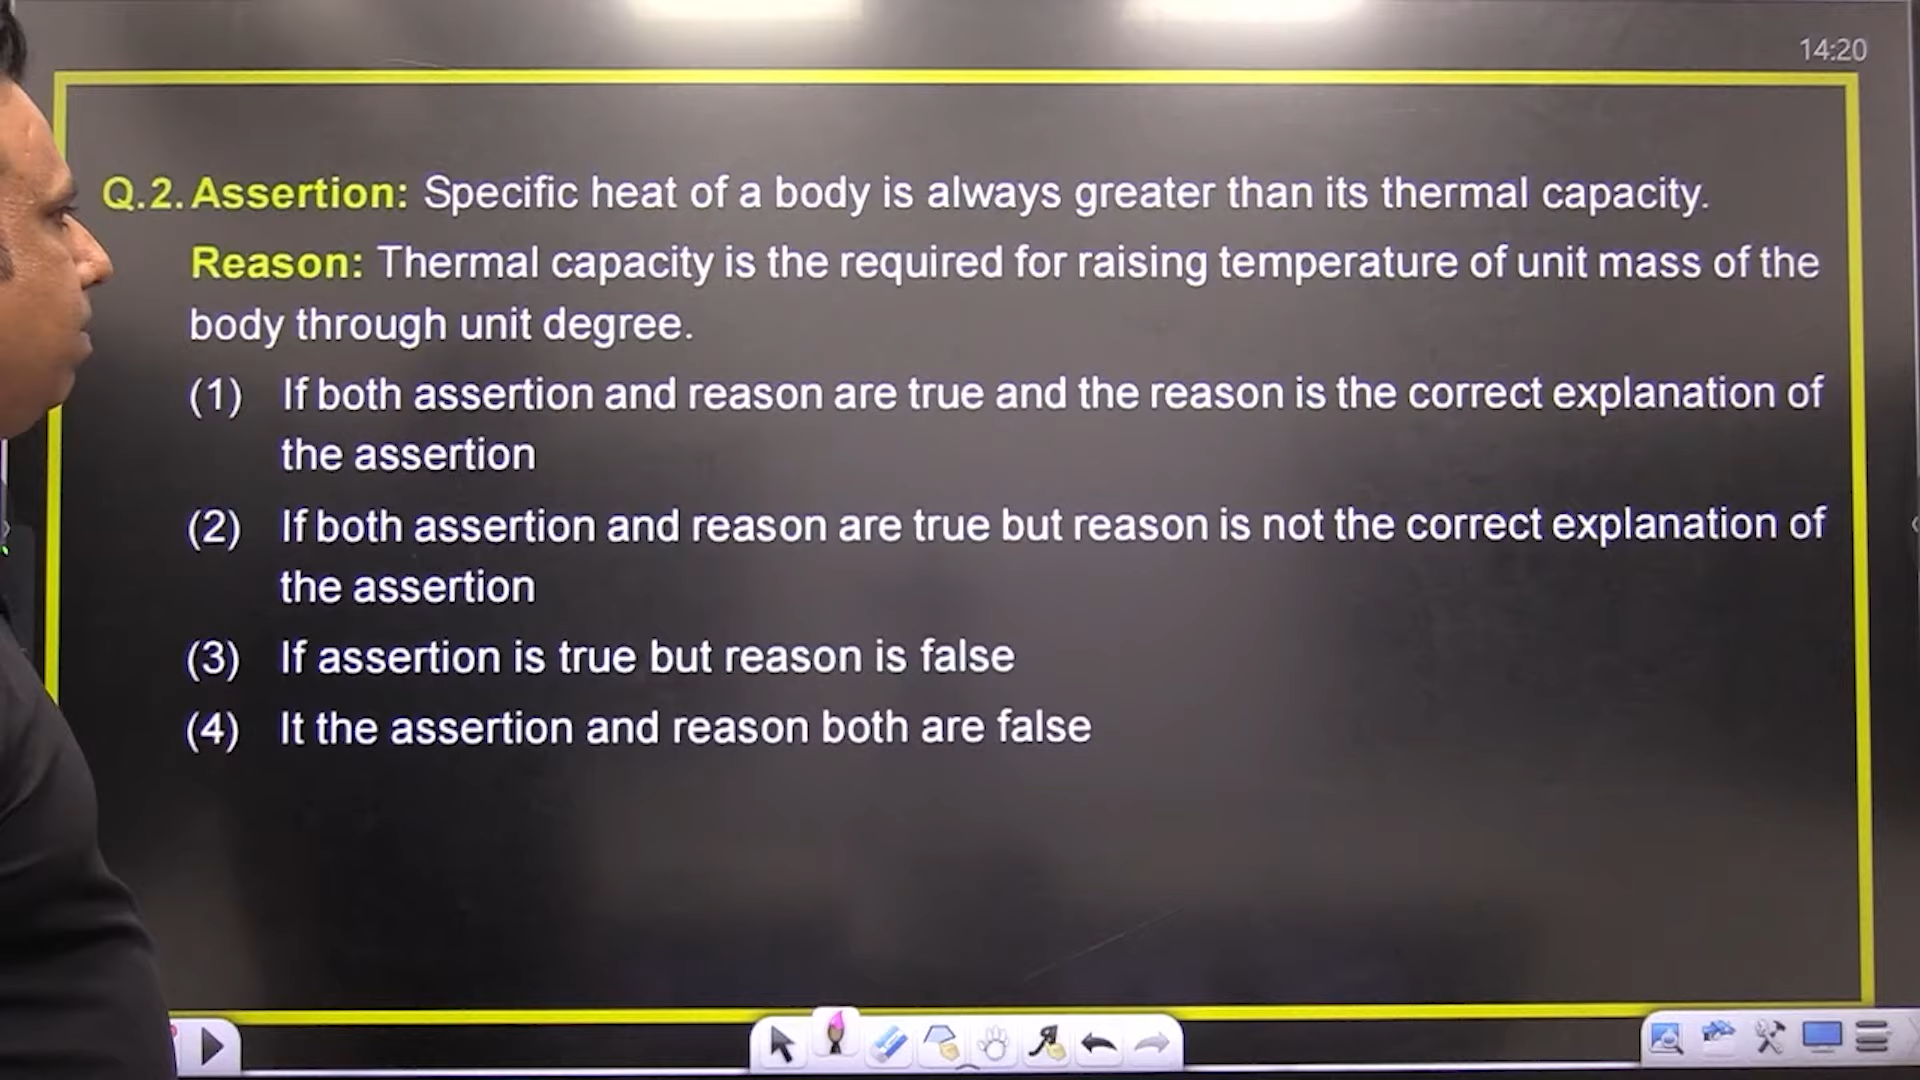 14:20
Q.2. Assertion: Specific heat of a body is always greater than its thermal capacity.
Reason: Thermal capacity is the required for raising temperature of unit mass of the
body through unit degree.
(1) If both assertion and reason are true and the reason is the correct explanation of
the assertion
(2) If both assertion and reason are true but reason is not the correct explanation of
the assertion
(3) If assertion is true but reason is false
(4) It the assertion and reason both are false